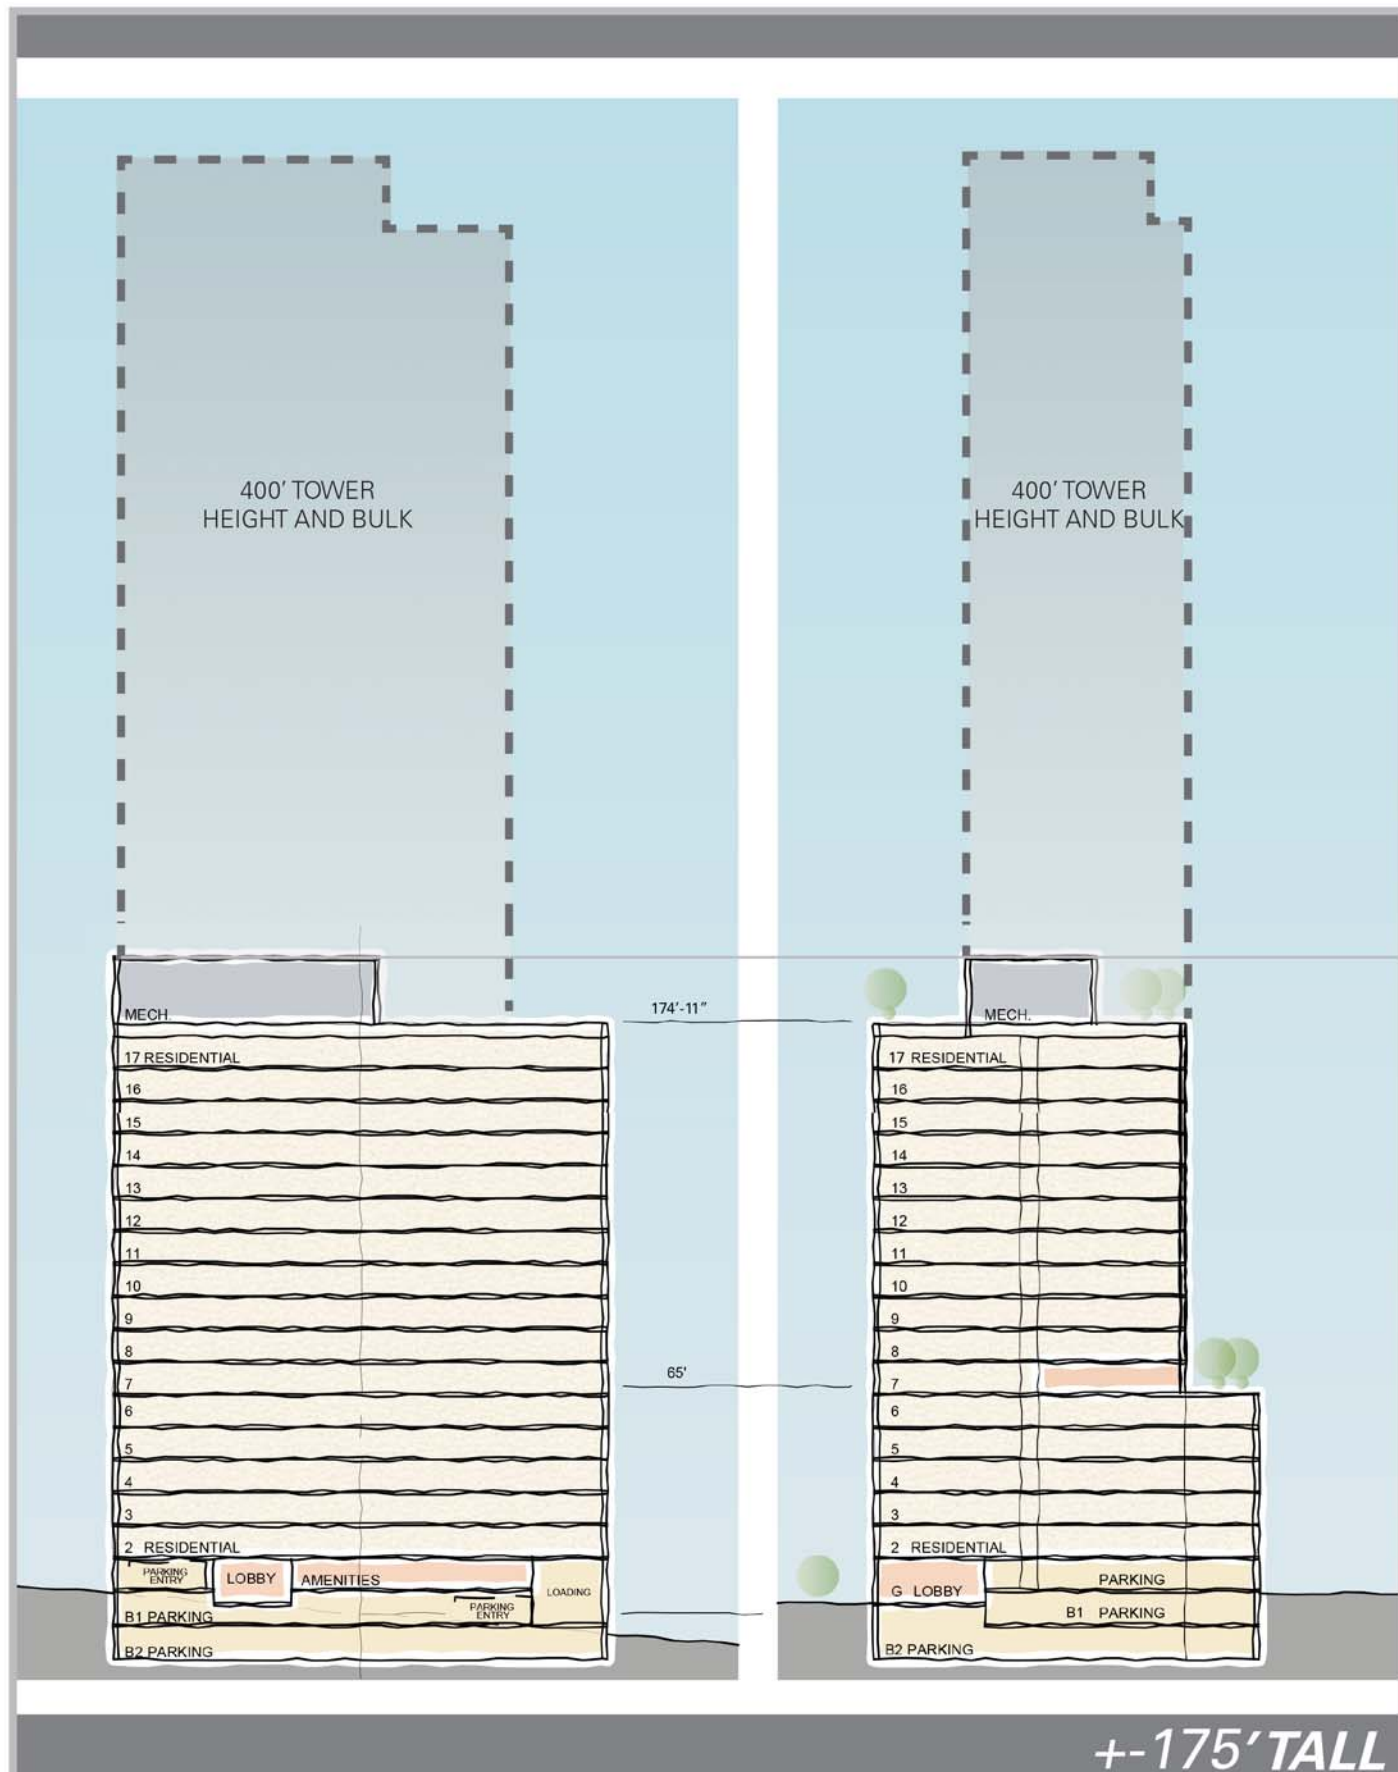 400' TOWER
HEIGHT AND BULK
MECH.
17 RESIDENTIAL
16
15
14
13
12
11
10
9
8
7
6
5
4
3
2 RESIDENTIAL
PARKING
ENTRY
LOBBY
AMENITIES
LOADING
B1 PARKING
PARKING
ENTRY
B2 PARKING
174'-11"
65'
400' TOWER
HEIGHT AND BULK
MECH.
17 RESIDENTIAL
16
15
14
13
12
11
10
9
8
7
6
5
4
3
2 RESIDENTIAL
G LOBBY
PARKING
B1 PARKING
B2 PARKING
+-175' TALL